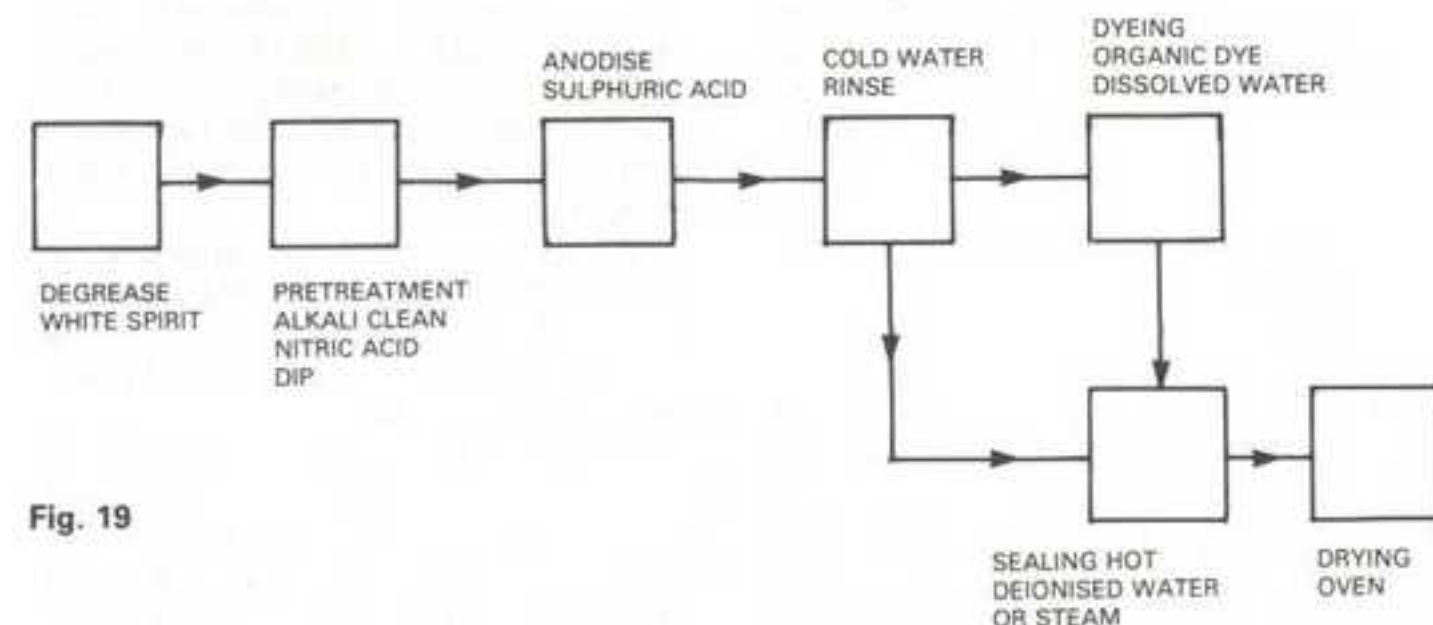 DEGREASE
WHITE SPIRIT
PRETREATMENT
ALKALI CLEAN
NITRIC ACID
DIP
ANODISE
SULPHURIC ACID
COLD WATER
RINSE
DYEING
ORGANIC DYE
DISSOLVED WATER
SEALING HOT
DEIONISED WATER
OR STEAM
DRYING
OVEN
Fig. 19